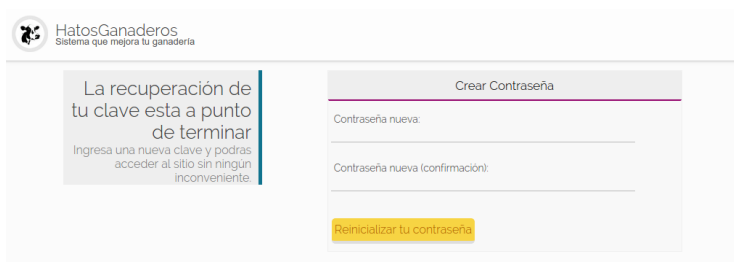 HatosGanaderos
Sistema que mejora tu ganadería
La recuperación de
tu clave esta a punto
de terminar
Ingresa una nueva clave y podras
acceder al sitio sin ningún
inconveniente.
Crear Contraseña
Contraseña nueva:
Contraseña nueva (confirmación):
Reinicializar tu contraseña